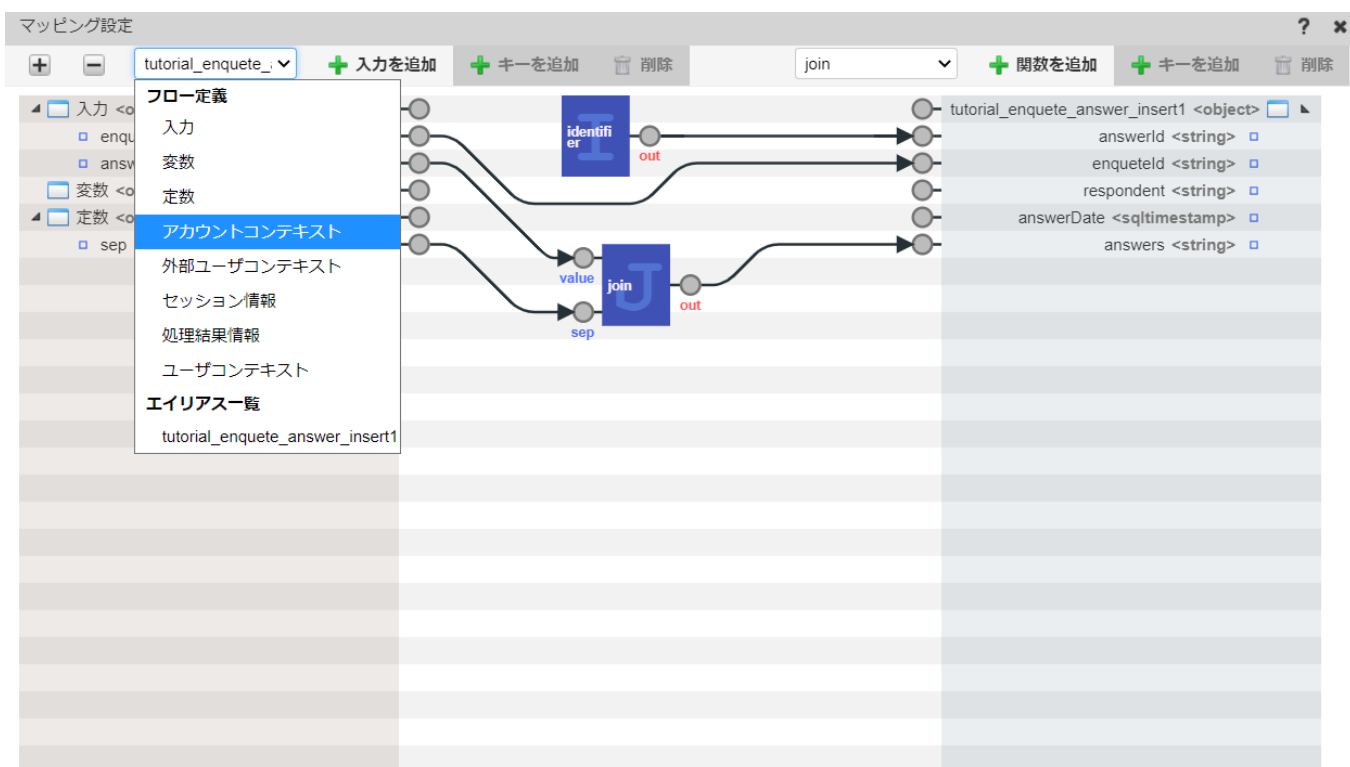 マッピング設定
? ✖
tutorial_enquete_ 入力を追加 キーを追加 削除 join 関数を追加 キーを追加 削除
フロー定義
入力
変数
定数
アカウントコンテキスト
外部ユーザコンテキスト
セッション情報
処理結果情報
ユーザコンテキスト
エイリアス一覧
tutorial_enquete_answer_insert1
入力 <o
enqu
answ
変数 <o
定数 <o
sep
identifi
er
out
value
join
out
sep
tutorial_enquete_answer_insert1 <object>
answerId <string>
enqueteId <string>
respondent <string>
answerDate <sqltimestamp>
answers <string>